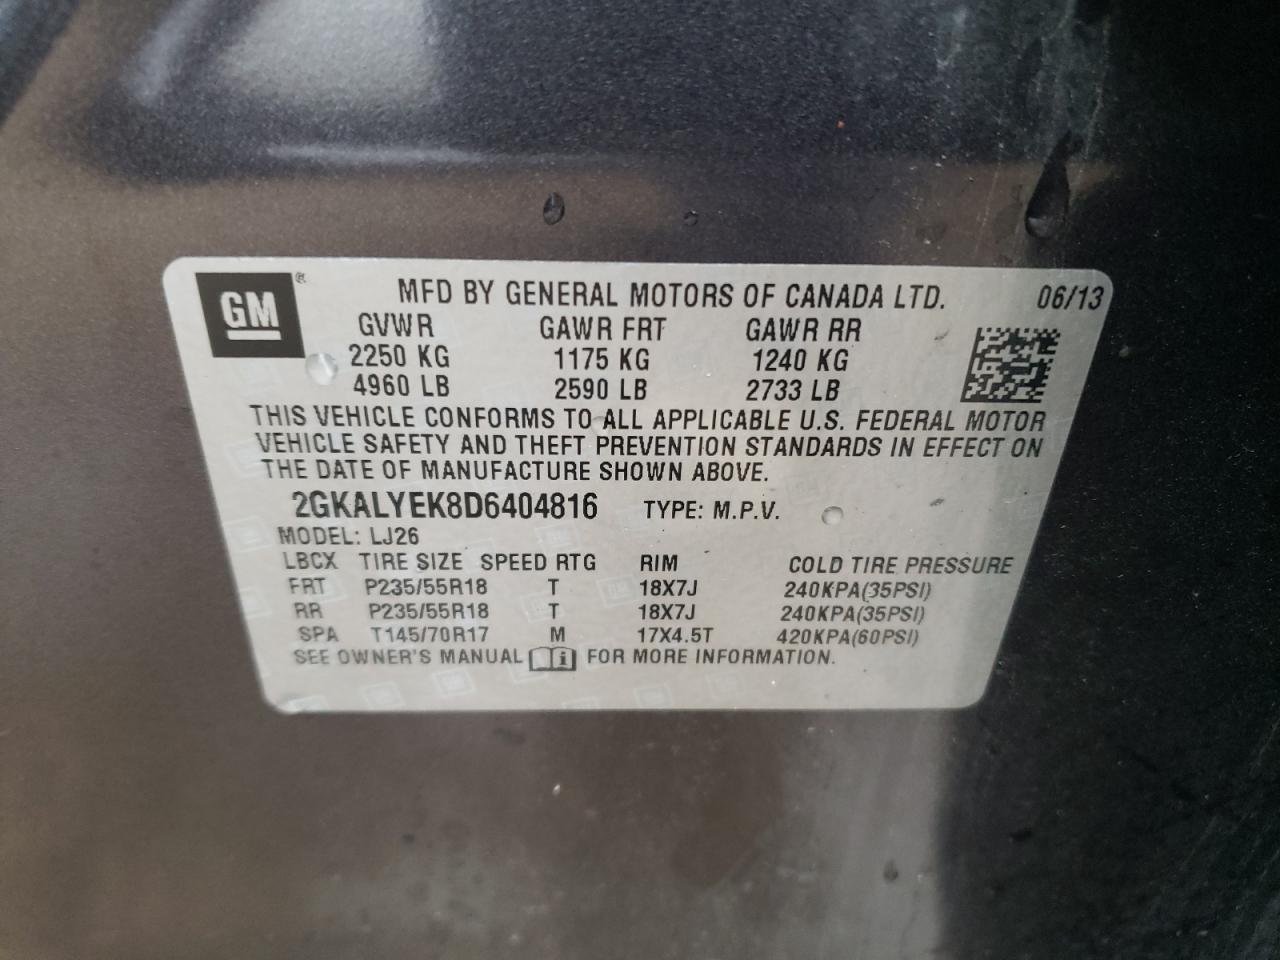 GM®
MFD BY GENERAL MOTORS OF CANADA LTD. 06/13
GVWR GAWR FRT GAWR RR
2250 KG 1175 KG 1240 KG
4960 LB 2590 LB 2733 LB
THIS VEHICLE CONFORMS TO ALL APPLICABLE U.S. FEDERAL MOTOR
VEHICLE SAFETY AND THEFT PREVENTION STANDARDS IN EFFECT ON
THE DATE OF MANUFACTURE SHOWN ABOVE.
2GKALYEK8D6404816 TYPE: M.P.V.
MODEL: LJ26
LBCX TIRE SIZE SPEED RTG RIM COLD TIRE PRESSURE
FRT P235/55R18 T 18X7J 240KPA(35PSI)
RR P235/55R18 T 18X7J 240KPA(35PSI)
SPA T145/70R17 M 17X4.5T 420KPA(60PSI)
SEE OWNER'S MANUAL i FOR MORE INFORMATION.